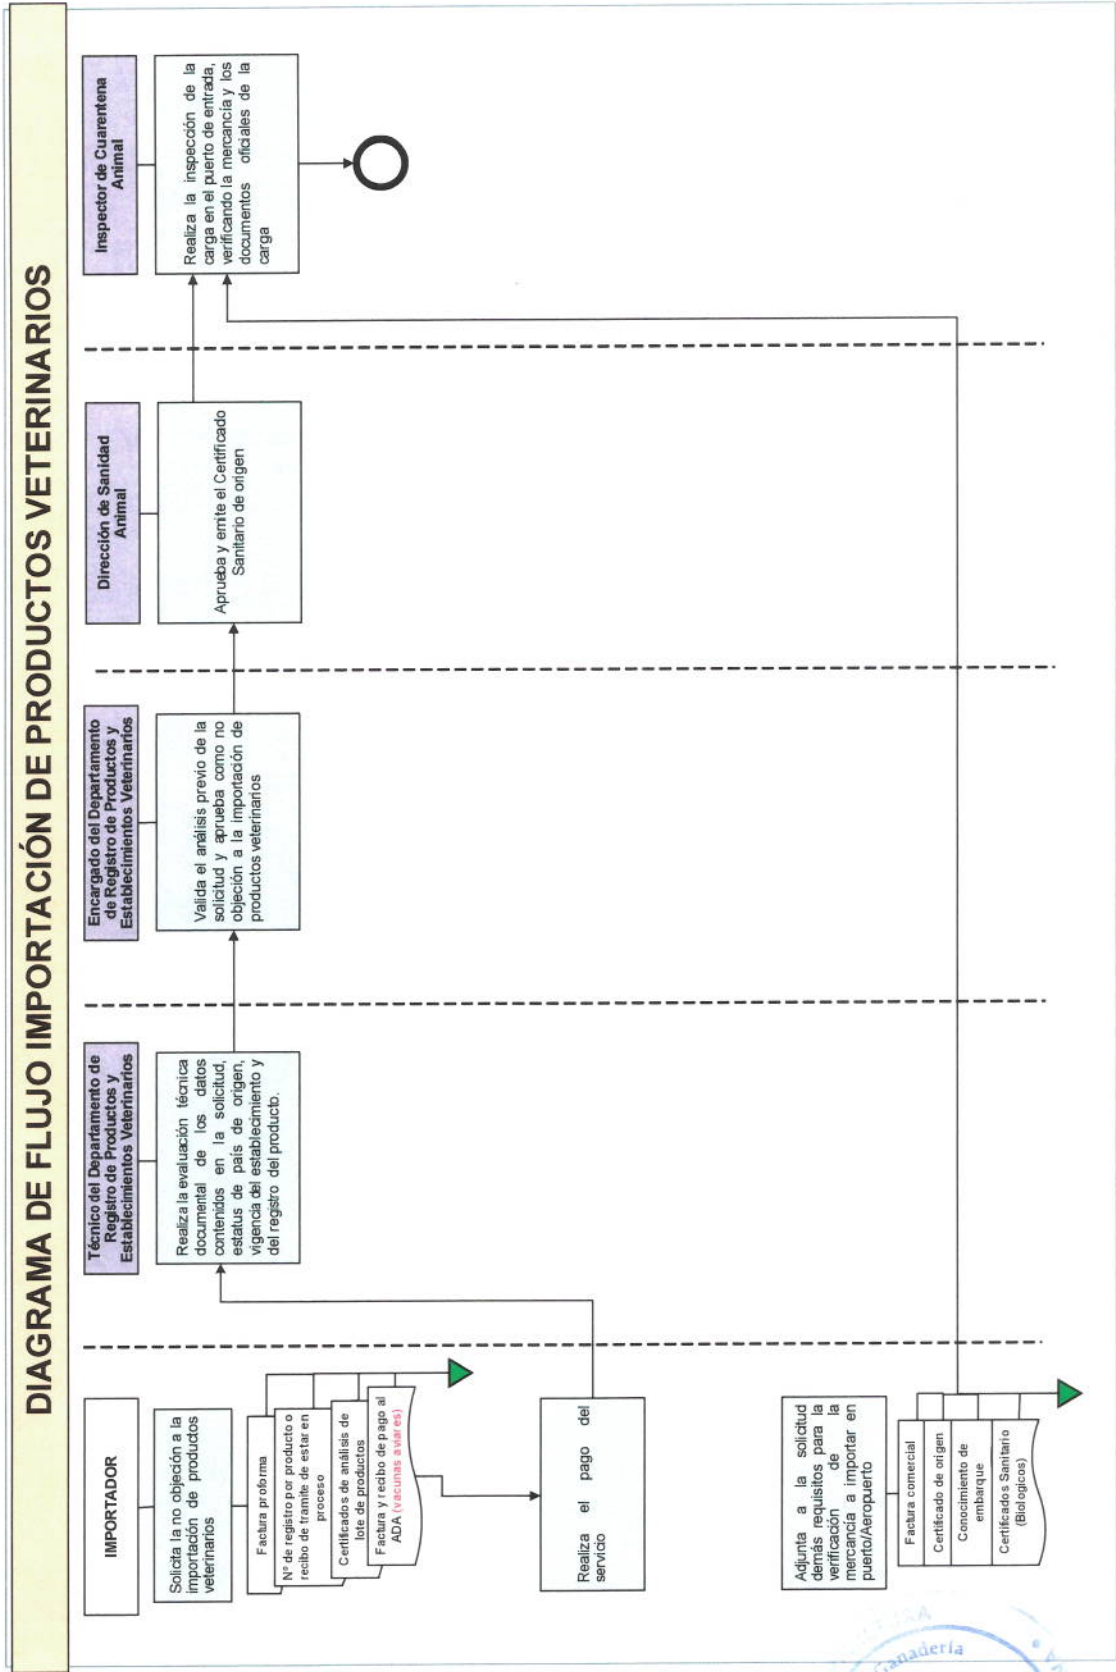 DIAGRAMA DE FLUJO IMPORTACIÓN DE PRODUCTOS VETERINARIOS
IMPORTADOR
Solicita la no objeción a la
importación de productos
veterinarios
Factura proforma
Nº de registro por producto o
recibo de tramite de estar en
proceso
Certificados de análisis de
lote de productos
Factura y recibo de pago al
ADA (vacunas aviares)
Realiza el pago del
servicio
Adjunta a la solicitud
demás requisitos para la
verificación de la
mercancía a importar en
puerto/Aeropuerto
Factura comercial
Certificado de origen
Conocimiento de
embarque
Certificados Sanitario
(Biologicos)
Técnico del Departamento de
Registro de Productos y
Establecimientos Veterinarios
Realiza la evaluación técnica
documental de los datos
contenidos en la solicitud,
estatus de país de origen,
vigencia del establecimiento y
del registro del producto.
Encargado del Departamento
de Registro de Productos y
Establecimientos Veterinarios
Valida el análisis previo de la
solicitud y aprueba como no
objeción a la importación de
productos veterinarios
Dirección de Sanidad
Animal
Aprueba y emite el Certificado
Sanitario de origen
Inspector de Cuarentena
Animal
Realiza la inspección de la
carga en el puerto de entrada,
verificando la mercancía y los
documentos oficiales de la
carga
Ganadería